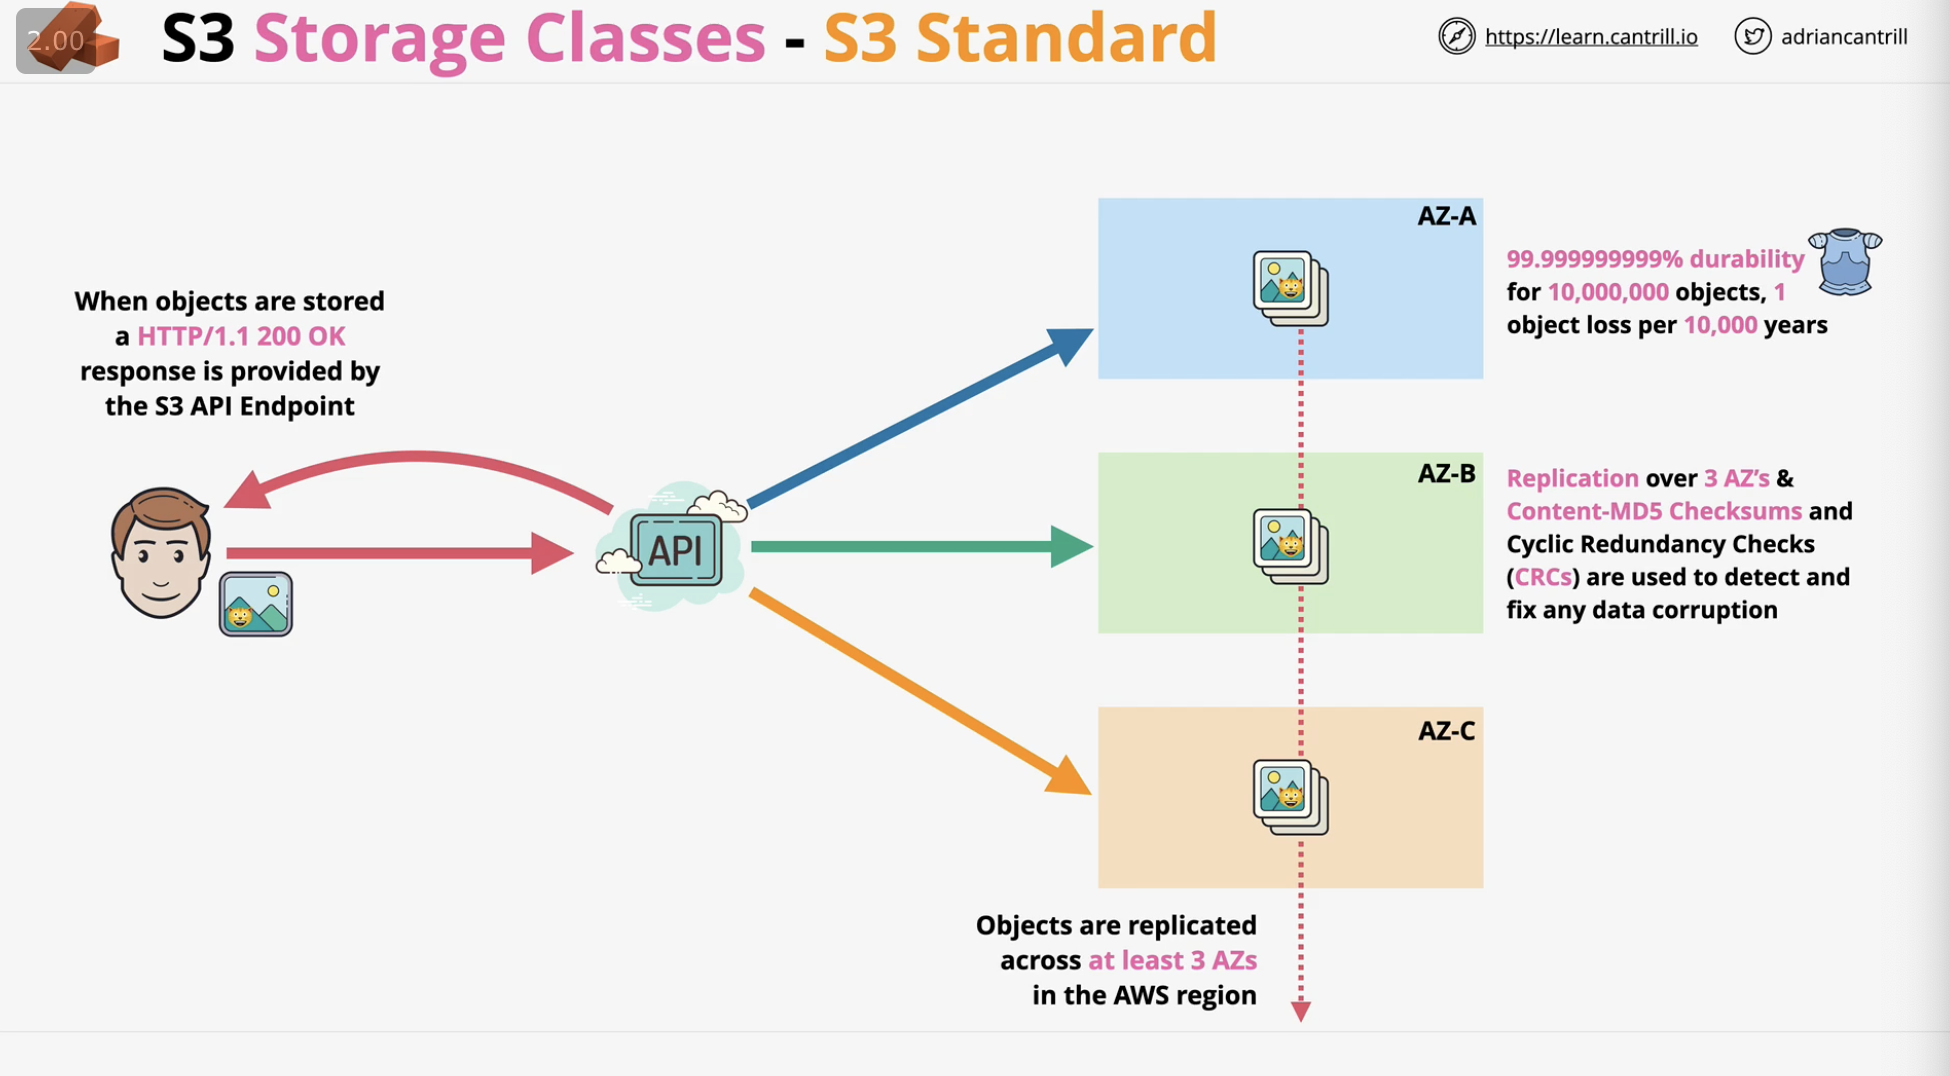 2.00
S3 Storage Classes - S3 Standard
https://learn.cantrill.io
adriancantrill
When objects are stored
a HTTP/1.1 200 OK
response is provided by
the S3 API Endpoint
API
AZ-A
99.999999999% durability
for 10,000,000 objects, 1
object loss per 10,000 years
AZ-B
Replication over 3 AZ’s &
Content-MD5 Checksums and
Cyclic Redundancy Checks
(CRCs) are used to detect and
fix any data corruption
AZ-C
Objects are replicated
across at least 3 AZs
in the AWS region